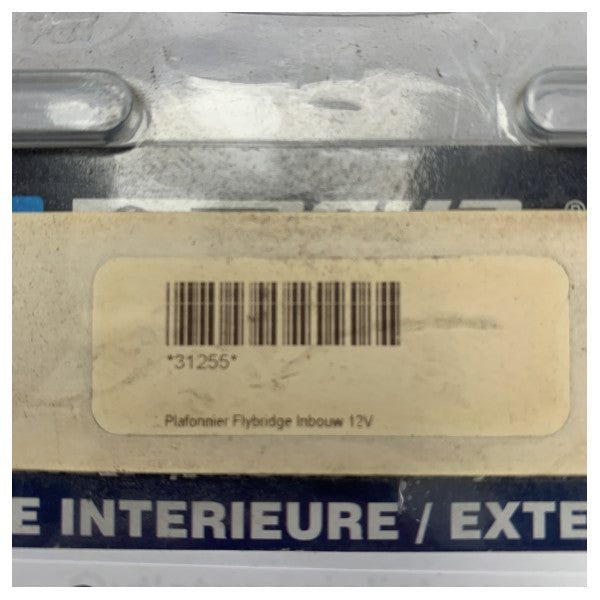 ®
*31255*
Plafonnier Flybridge Inbouw 12V
E INTERIEURE / EXTE